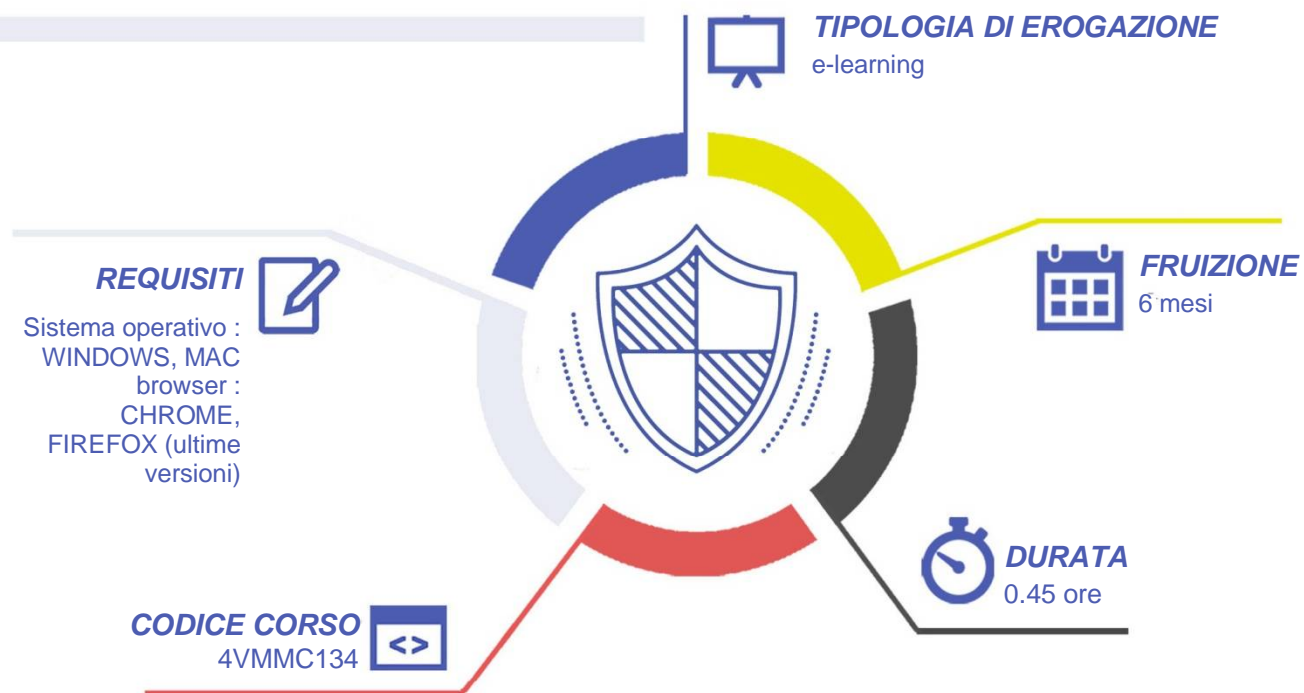 TIPOLOGIA DI EROGAZIONE
e-learning
REQUISITI
Sistema operativo :
WINDOWS, MAC
browser :
CHROME,
FIREFOX (ultime
versioni)
FRUIZIONE
6 mesi
DURATA
0.45 ore
CODICE CORSO
4VMMC134
<>